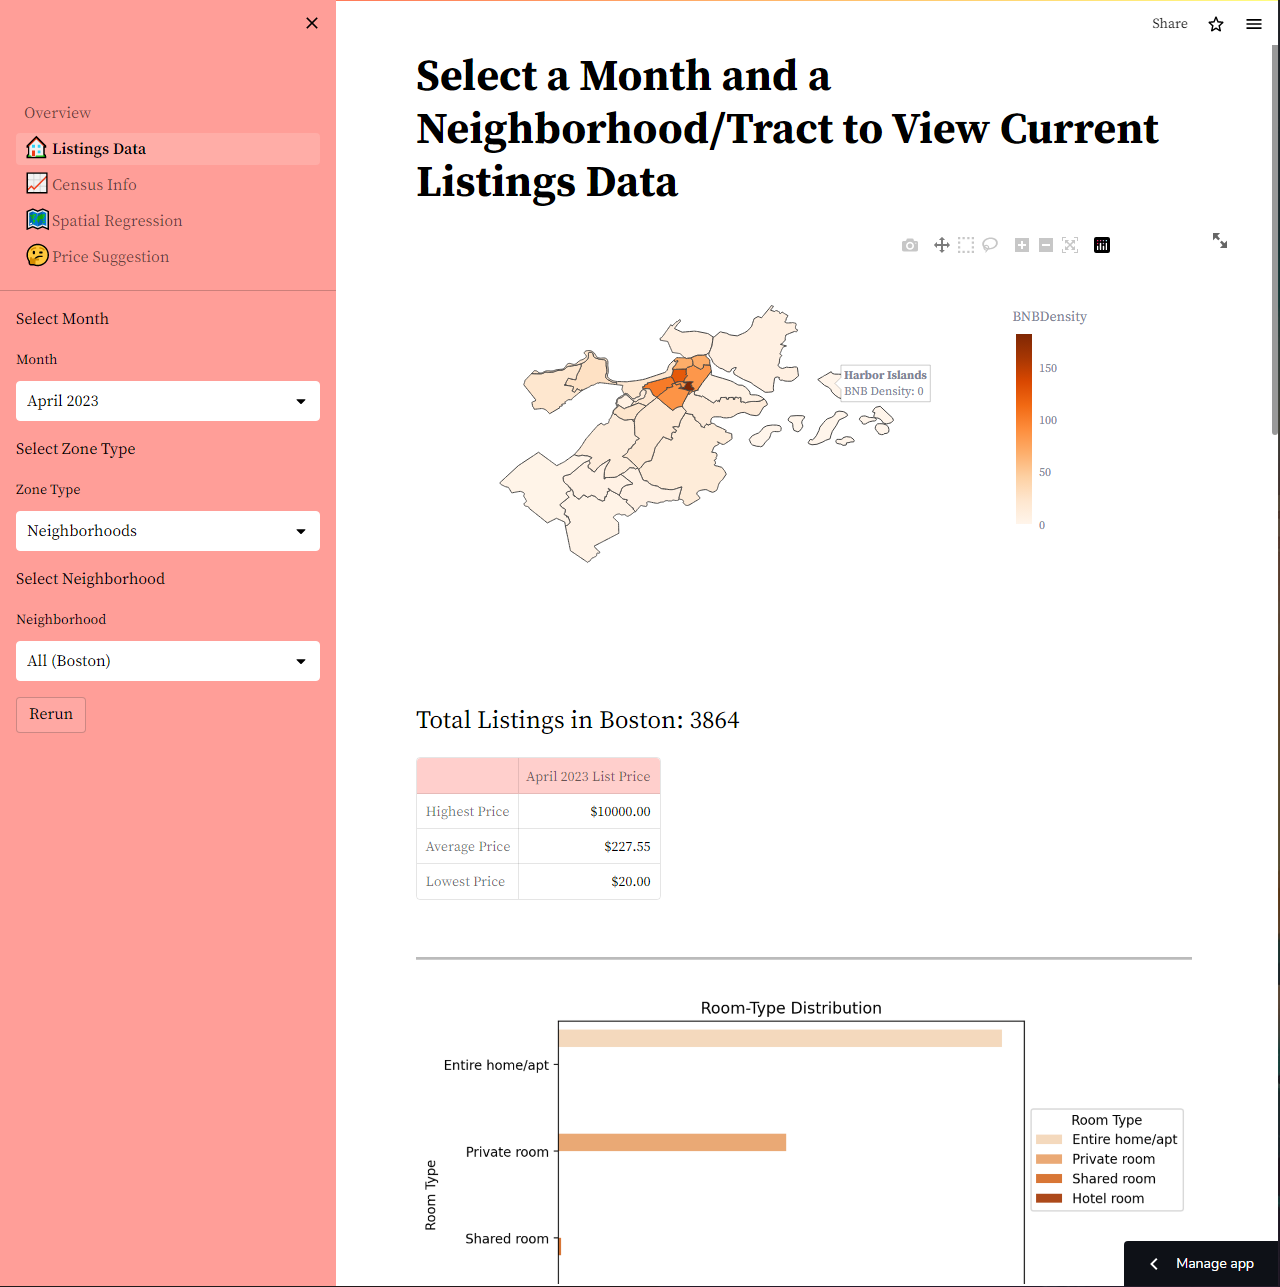 Share
Overview
Listings Data
Census Info
Spatial Regression
Price Suggestion
Select Month
Month
April 2023
Select Zone Type
Zone Type
Neighborhoods
Select Neighborhood
Neighborhood
All (Boston)
Rerun
Select a Month and a
Neighborhood/Tract to View Current
Listings Data
BNBDensity
150
100
50
0
Harbor Islands
BNB Density: 0
Total Listings in Boston: 3864
April 2023 List Price
Highest Price $10000.00
Average Price $227.55
Lowest Price $20.00
Room-Type Distribution
Entire home/apt
Private room
Shared room
Room Type
Room Type
Entire home/apt
Private room
Shared room
Hotel room
Manage app